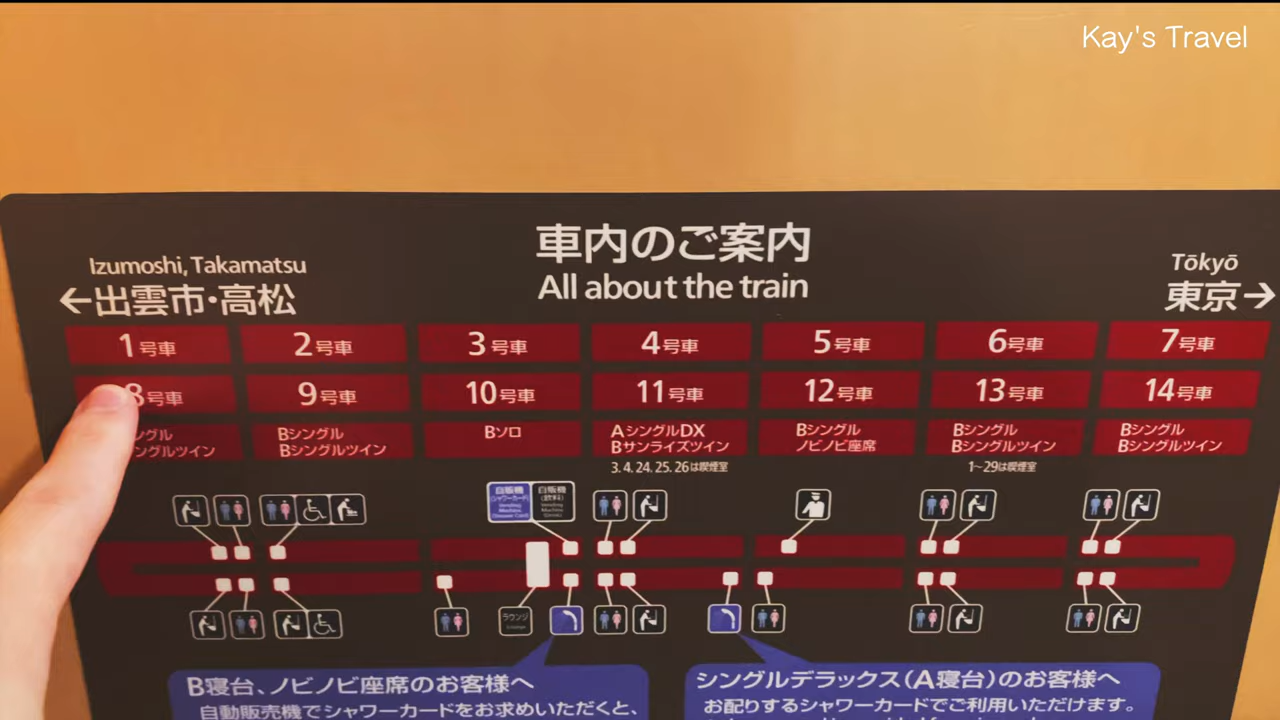 Kay's Travel
車内のご案内
All about the train
Izumoshi, Takamatsu
←出雲市・高松
Tōkyō
東京→
1号車 2号車 3号車 4号車 5号車 6号車 7号車
8号車 9号車 10号車 11号車 12号車 13号車 14号車
ングル Bシングル Bソロ AシングルDX Bシングル Bシングル Bシングル
ングルツイン Bシングルツイン Bサンライズツイン ノビノビ座席 Bシングルツイン Bシングルツイン
3. 4. 24. 25. 26は喫煙室 1〜29は喫煙室
自販機 自販機
(シャワーカード) (飲料)
Vending Vending
Machine Machine
ラウンジ
B寝台、ノビノビ座席のお客様へ
自動販売機でシャワーカードをお求めいただくと、
シングルデラックス(A寝台)のお客様へ
お配りするシャワーカードでご利用いただけます。